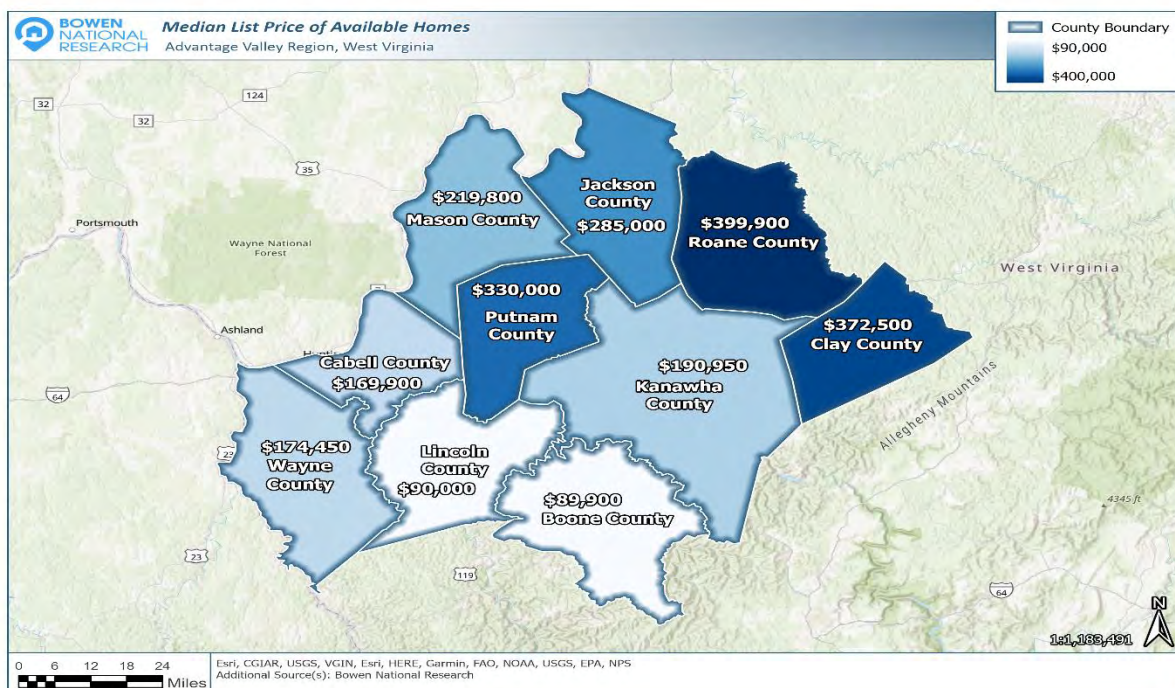 BOWEN
NATIONAL
RESEARCH
Median List Price of Available Homes
Advantage Valley Region, West Virginia
County Boundary
$90,000
$400,000
32
124
32
35
Portsmouth
Wayne National
Forest
$219,800
Mason County
Jackson
County
$285,000
$399,900
Roane County
West Virginia
$330,000
Putnam
County
$372,500
Clay County
Ashland
Cabell County
$169,900
$190,950
Kanawha
County
64
Allegheny Mountains
$174,450
Wayne
County
23
Lincoln
County
$90,000
$89,900
Boone County
4345 ft
23
119
64
N
1:1,183,491
0 6 12 18 24
Miles
Esri, CGIAR, USGS, VGIN, Esri, HERE, Garmin, FAO, NOAA, USGS, EPA, NPS
Additional Source(s): Bowen National Research